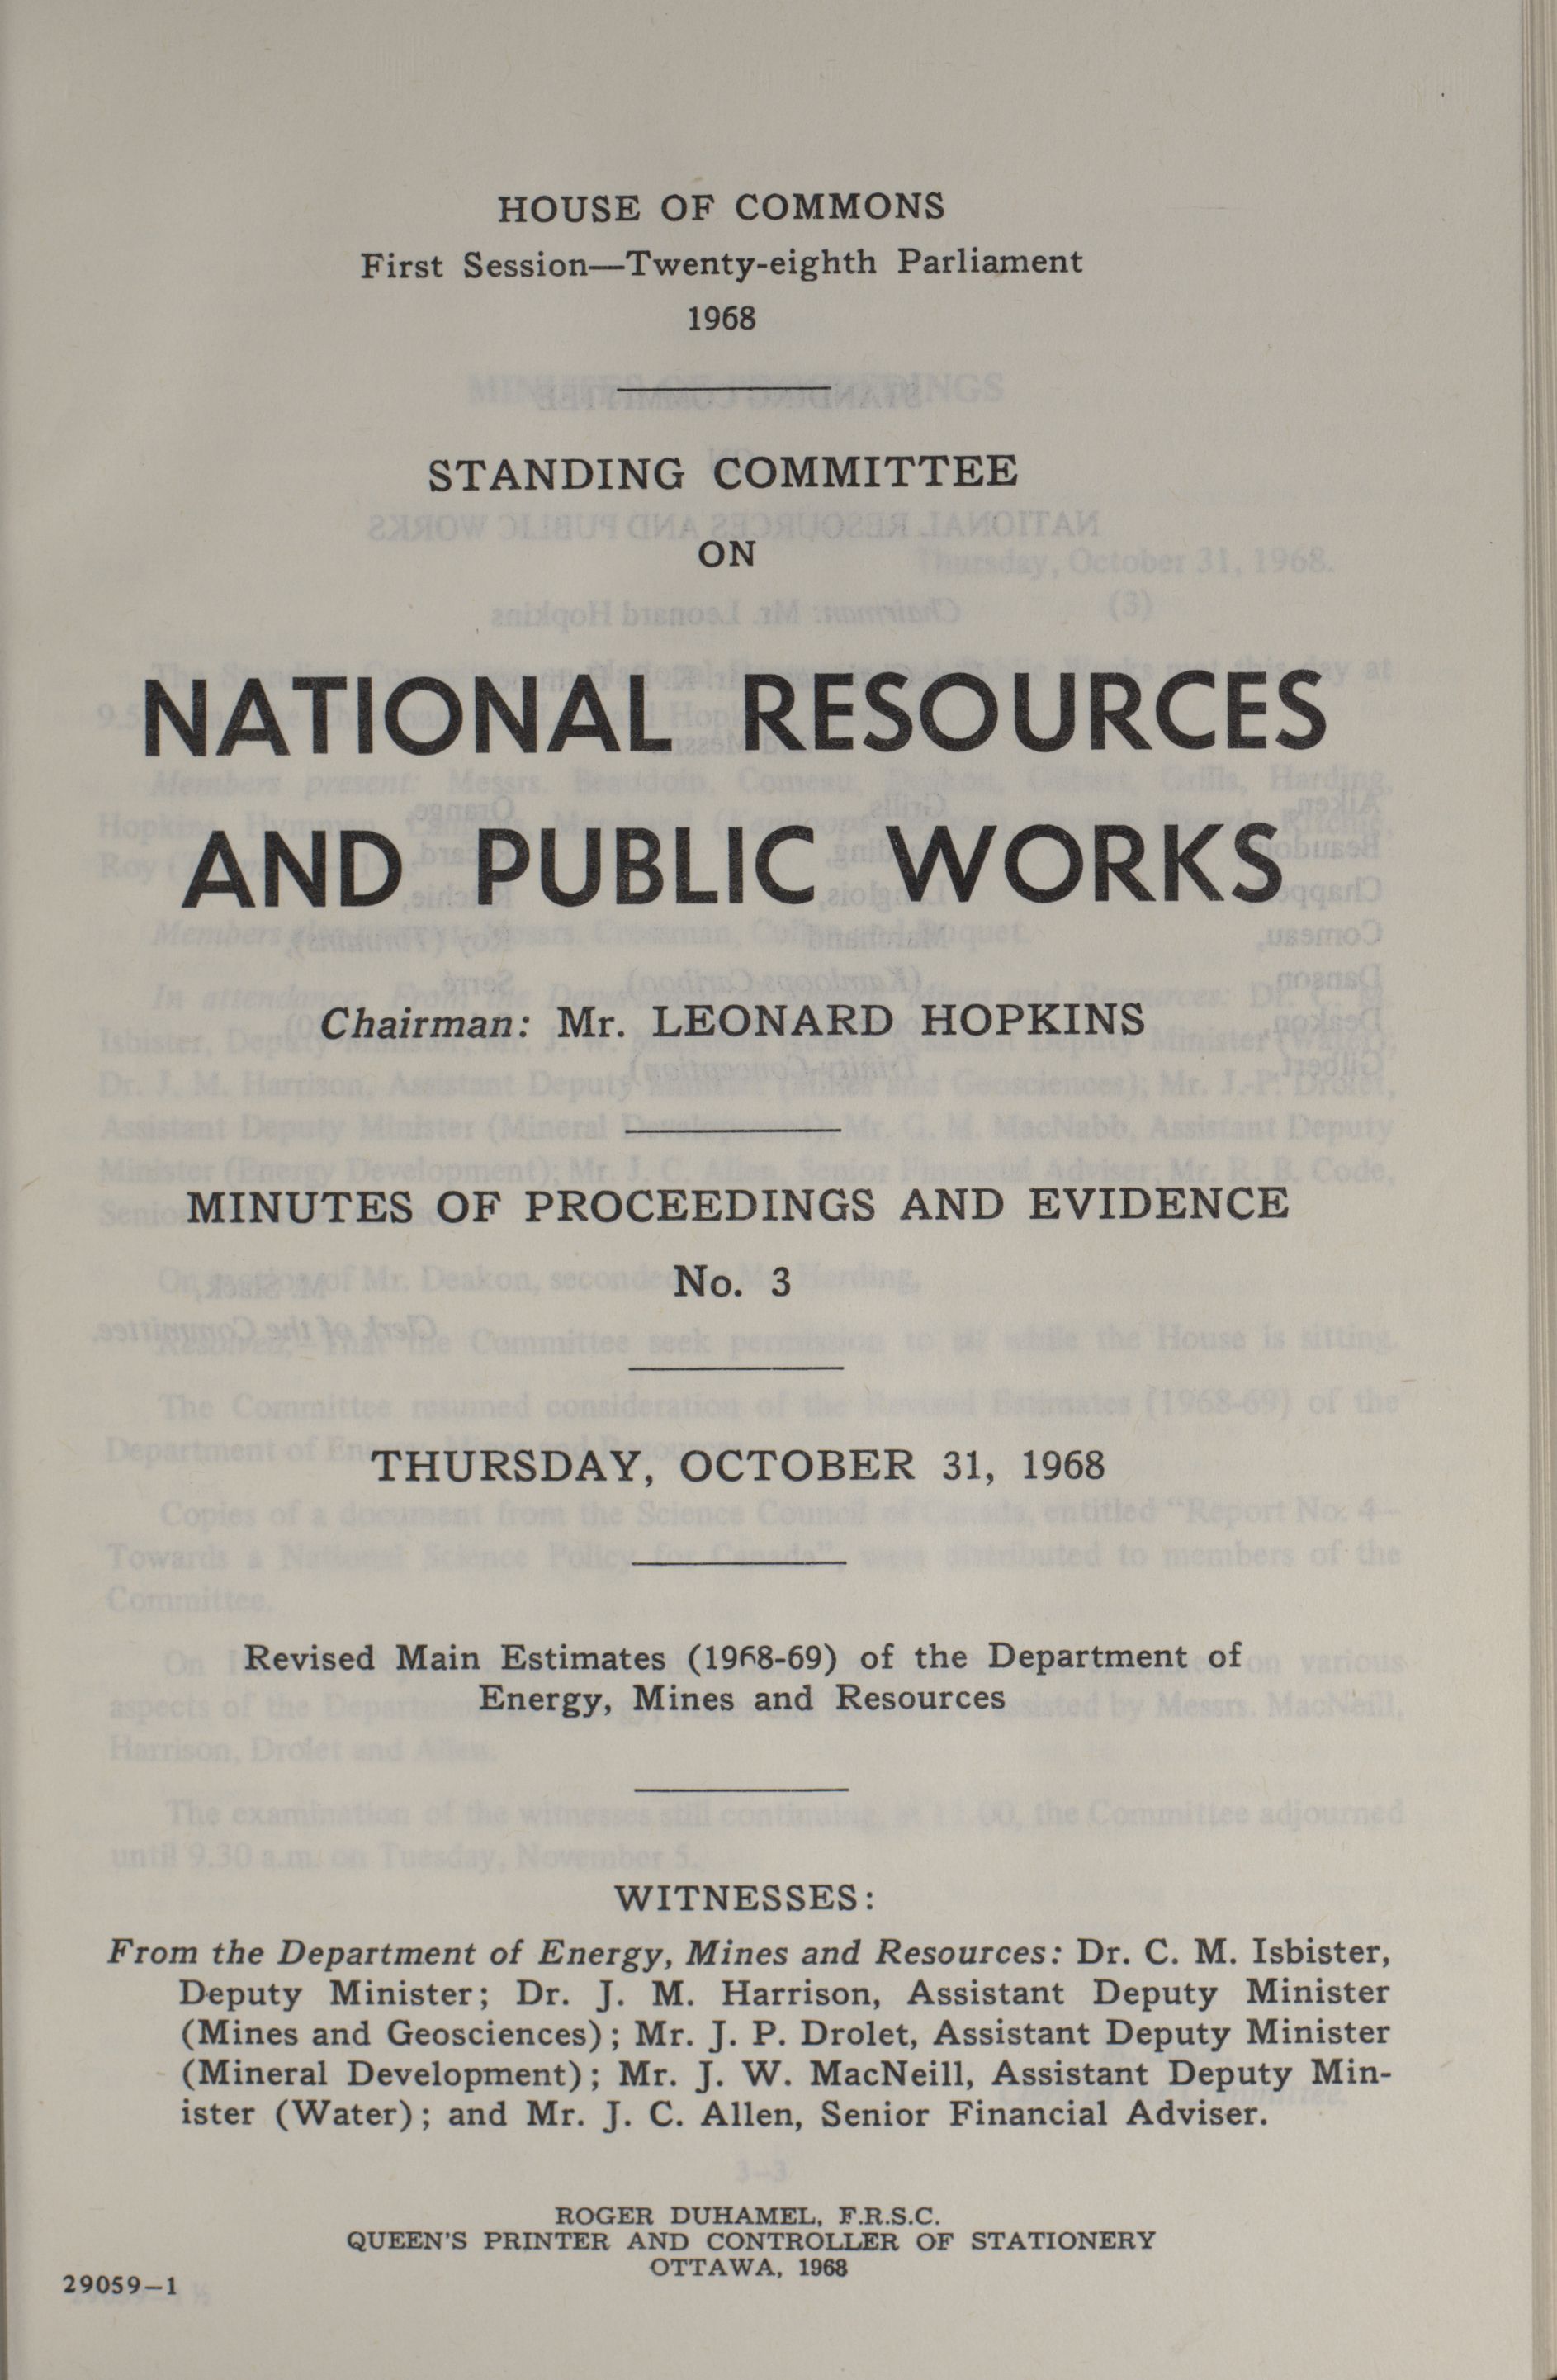 HOUSE OF COMMONS
First Session—Twenty-eighth Parliament
1968
STANDING COMMITTEE
ON
NATIONAL RESOURCES
AND PUBLIC WORKS
Chairman: Mr. LEONARD HOPKINS
MINUTES OF PROCEEDINGS AND EVIDENCE
No. 3
THURSDAY, OCTOBER 31, 1968
Revised Main Estimates (1968-69) of the Department of
Energy, Mines and Resources
WITNESSES:
From the Department of Energy, Mines and Resources: Dr. C. M. Isbister,
Deputy Minister; Dr. J. M. Harrison, Assistant Deputy Minister
(Mines and Geosciences); Mr. J. P. Drolet, Assistant Deputy Minister
(Mineral Development); Mr. J. W. MacNeill, Assistant Deputy Min-
ister (Water); and Mr. J. C. Allen, Senior Financial Adviser.
ROGER DUHAMEL, F.R.S.C.
QUEEN'S PRINTER AND CONTROLLER OF STATIONERY
OTTAWA, 1968
29059—1